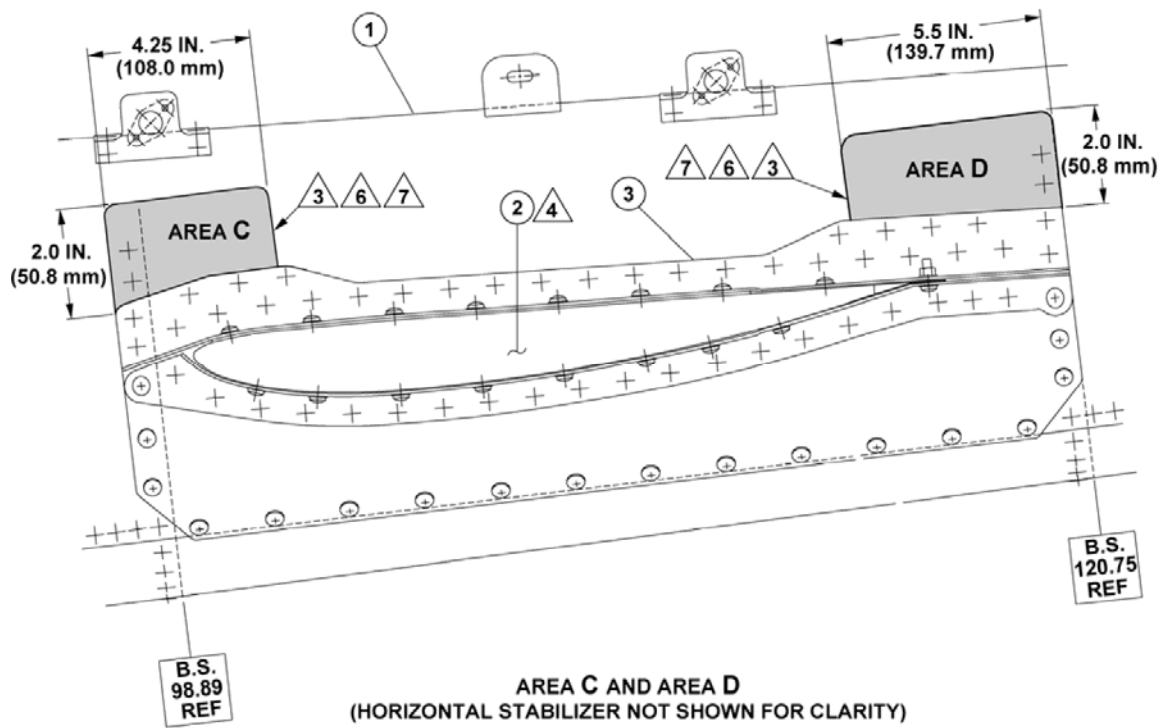 4.25 IN.
(108.0 mm)
1
5.5 IN.
(139.7 mm)
2.0 IN.
(50.8 mm)
AREA D
7 6 3
3 6 7
2 4
3
AREA C
2.0 IN.
(50.8 mm)
B.S.
120.75
REF
B.S.
98.89
REF
AREA C AND AREA D
(HORIZONTAL STABILIZER NOT SHOWN FOR CLARITY)